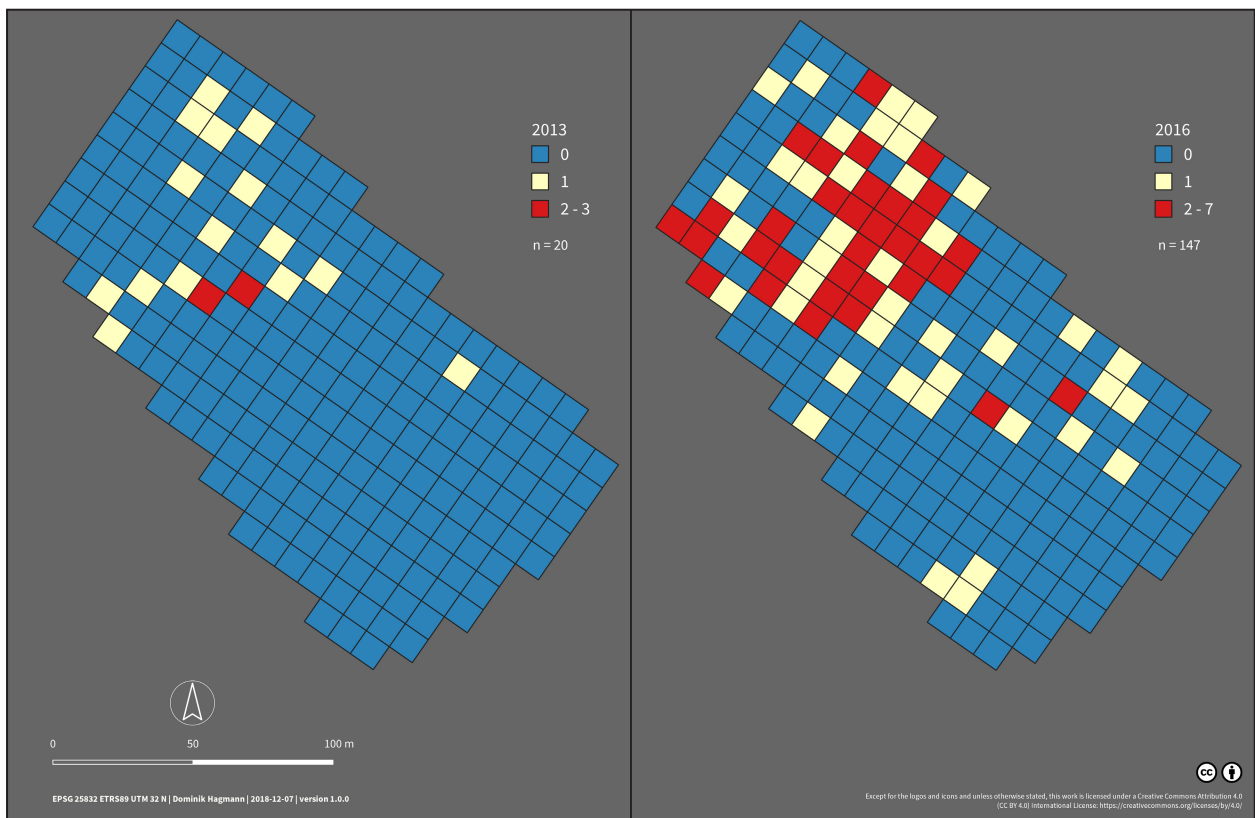 2013
0
1
2 - 3
n = 20
2016
0
1
2 - 7
n = 147
0 50 100 m
EPSG 25832 ETRS89 UTM 32 N | Dominik Hagmann | 2018-12-07 | version 1.0.0
cc
Except for the logos and icons and unless otherwise stated, this work is licensed under a Creative Commons Attribution 4.0
(CC BY 4.0) International License: https://creativecommons.org/licenses/by/4.0/